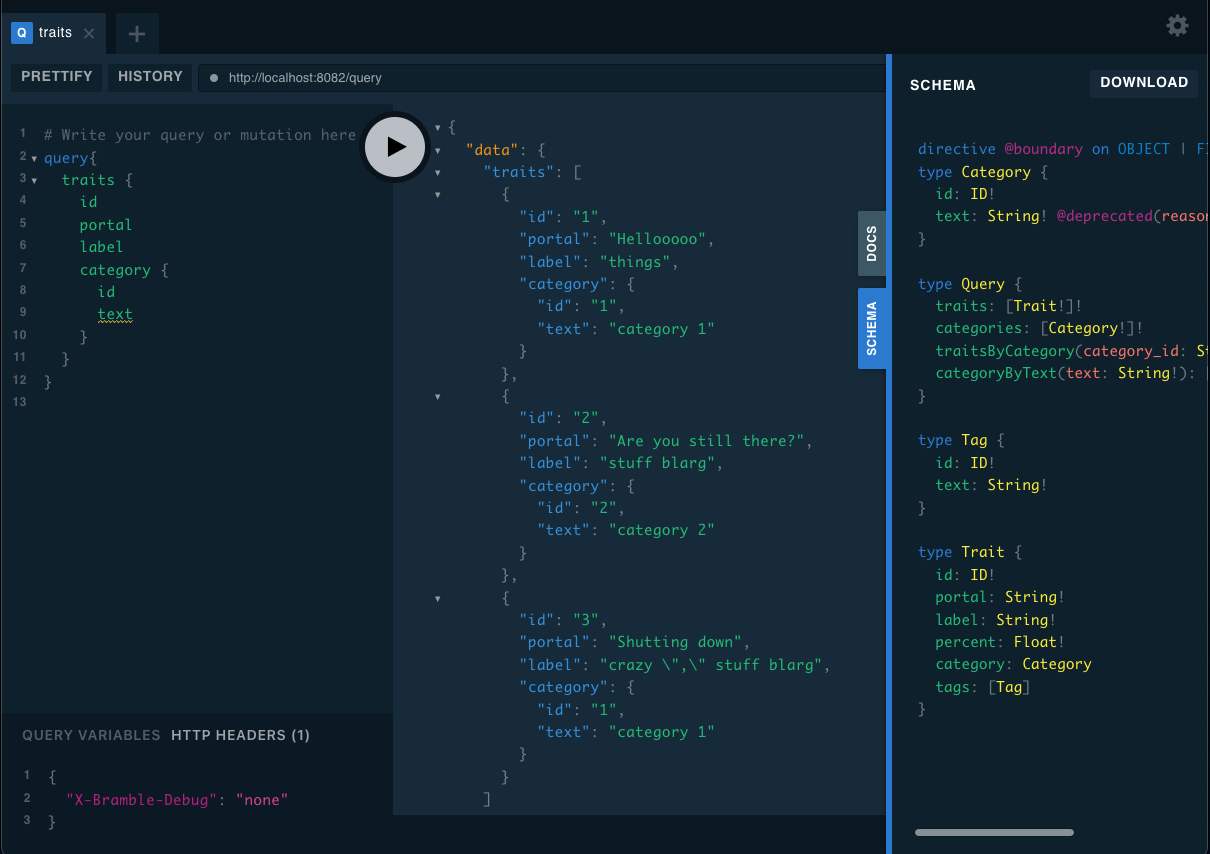 Q traits
PRETTIFY HISTORY http://localhost:8082/query
1 # Write your query or mutation here
2 query{
3 traits {
4 id
5 portal
6 label
7 category {
8 id
9 text
10 }
11 }
12 }
13
QUERY VARIABLES HTTP HEADERS (1)
1 {
2 "X-Bramble-Debug": "none"
3 }
{
"data": {
"traits": [
{
"id": "1",
"portal": "Hellooooo",
"label": "things",
"category": {
"id": "1",
"text": "category 1"
}
},
{
"id": "2",
"portal": "Are you still there?",
"label": "stuff blarg",
"category": {
"id": "2",
"text": "category 2"
}
},
{
"id": "3",
"portal": "Shutting down",
"label": "crazy \",\" stuff blarg",
"category": {
"id": "1",
"text": "category 1"
}
}
]
DOCS
SCHEMA
SCHEMA DOWNLOAD
directive @boundary on OBJECT | FI
type Category {
id: ID!
text: String! @deprecated(reason
}
type Query {
traits: [Trait!]!
categories: [Category!]!
traitsByCategory(category_id: St
categoryByText(text: String!): [
}
type Tag {
id: ID!
text: String!
}
type Trait {
id: ID!
portal: String!
label: String!
percent: Float!
category: Category
tags: [Tag]
}